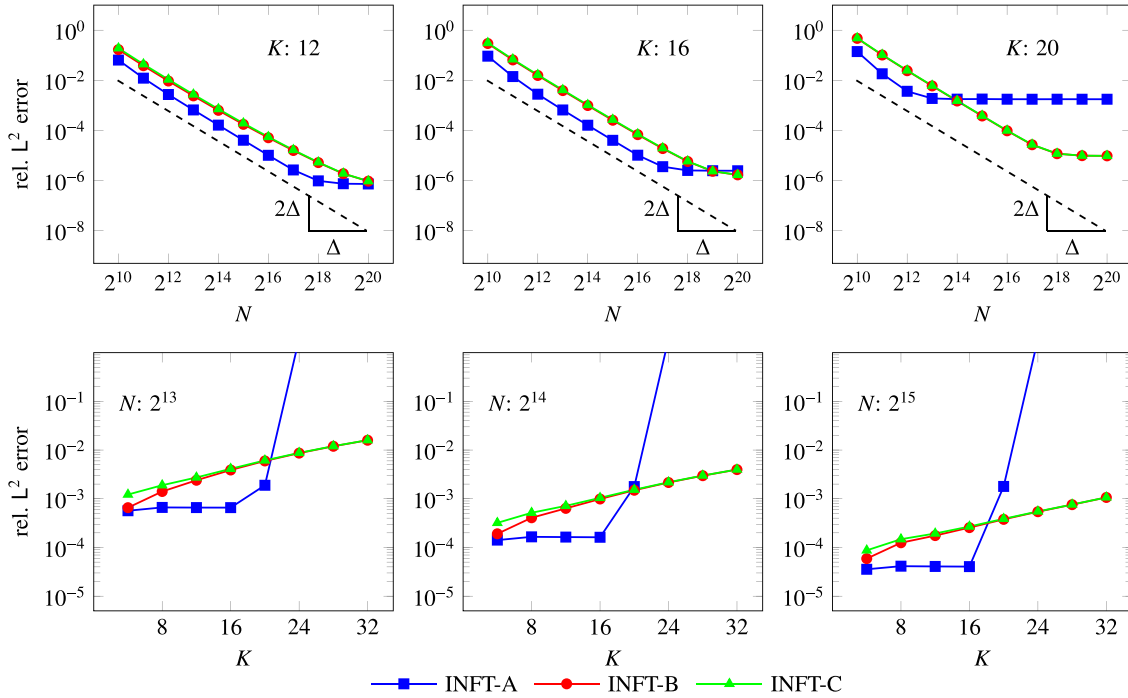 K: 12
rel. L² error
10⁰
10⁻²
10⁻⁴
10⁻⁶
10⁻⁸
2Δ
Δ
2¹⁰ 2¹² 2¹⁴ 2¹⁶ 2¹⁸ 2²⁰
N
K: 16
10⁰
10⁻²
10⁻⁴
10⁻⁶
10⁻⁸
2Δ
Δ
2¹⁰ 2¹² 2¹⁴ 2¹⁶ 2¹⁸ 2²⁰
N
K: 20
10⁰
10⁻²
10⁻⁴
10⁻⁶
10⁻⁸
2Δ
Δ
2¹⁰ 2¹² 2¹⁴ 2¹⁶ 2¹⁸ 2²⁰
N
N: 2¹³
rel. L² error
10⁻¹
10⁻²
10⁻³
10⁻⁴
10⁻⁵
8 16 24 32
K
N: 2¹⁴
10⁻¹
10⁻²
10⁻³
10⁻⁴
10⁻⁵
8 16 24 32
K
N: 2¹⁵
10⁻¹
10⁻²
10⁻³
10⁻⁴
10⁻⁵
8 16 24 32
K
INFT-A INFT-B INFT-C